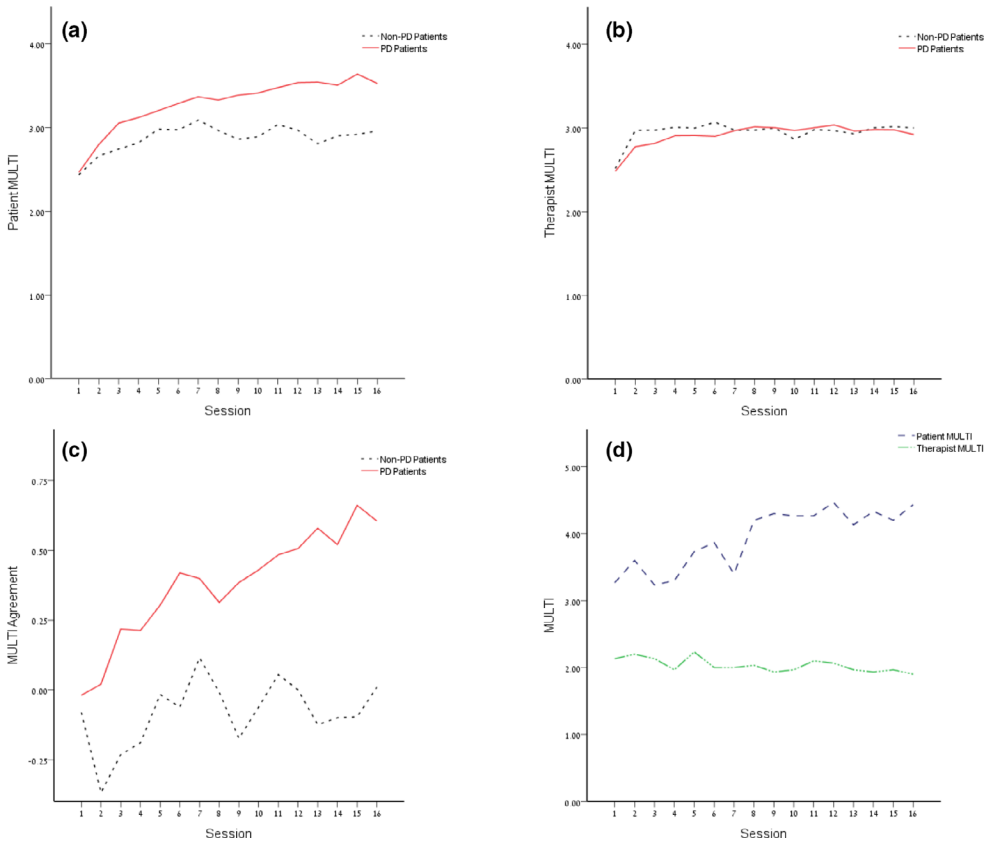 (a)
Non-PD Patients
PD Patients
4.00
3.00
2.00
1.00
0.00
Patient MULTI
1 2 3 4 5 6 7 8 9 10 11 12 13 14 15 16
Session
(b)
Non-PD Patients
PD Patients
4.00
3.00
2.00
1.00
0.00
Therapist MULTI
1 2 3 4 5 6 7 8 9 10 11 12 13 14 15 16
Session
(c)
Non-PD Patients
PD Patients
0.75
0.50
0.25
0.00
-0.25
MULTI Agreement
1 2 3 4 5 6 7 8 9 10 11 12 13 14 15 16
Session
(d)
Patient MULTI
Therapist MULTI
5.00
4.00
3.00
2.00
1.00
0.00
MULTI
1 2 3 4 5 6 7 8 9 10 11 12 13 14 15 16
Session